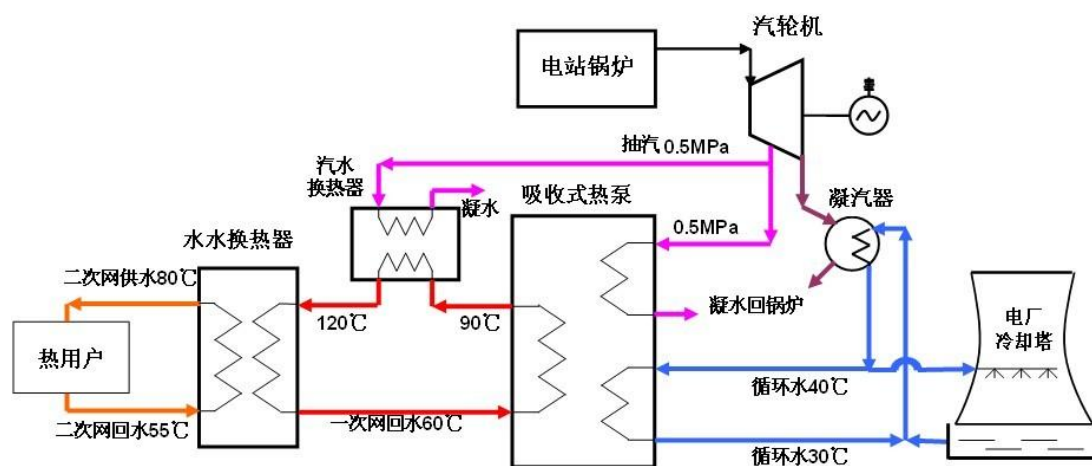 汽轮机
电站锅炉
抽汽 0.5MPa
汽水
换热器
凝水
吸收式热泵
凝汽器
0.5MPa
水水换热器
二次网供水80℃
120℃
90℃
凝水回锅炉
电厂
冷却塔
热用户
循环水40℃
二次网回水55℃
一次网回水60℃
循环水30℃